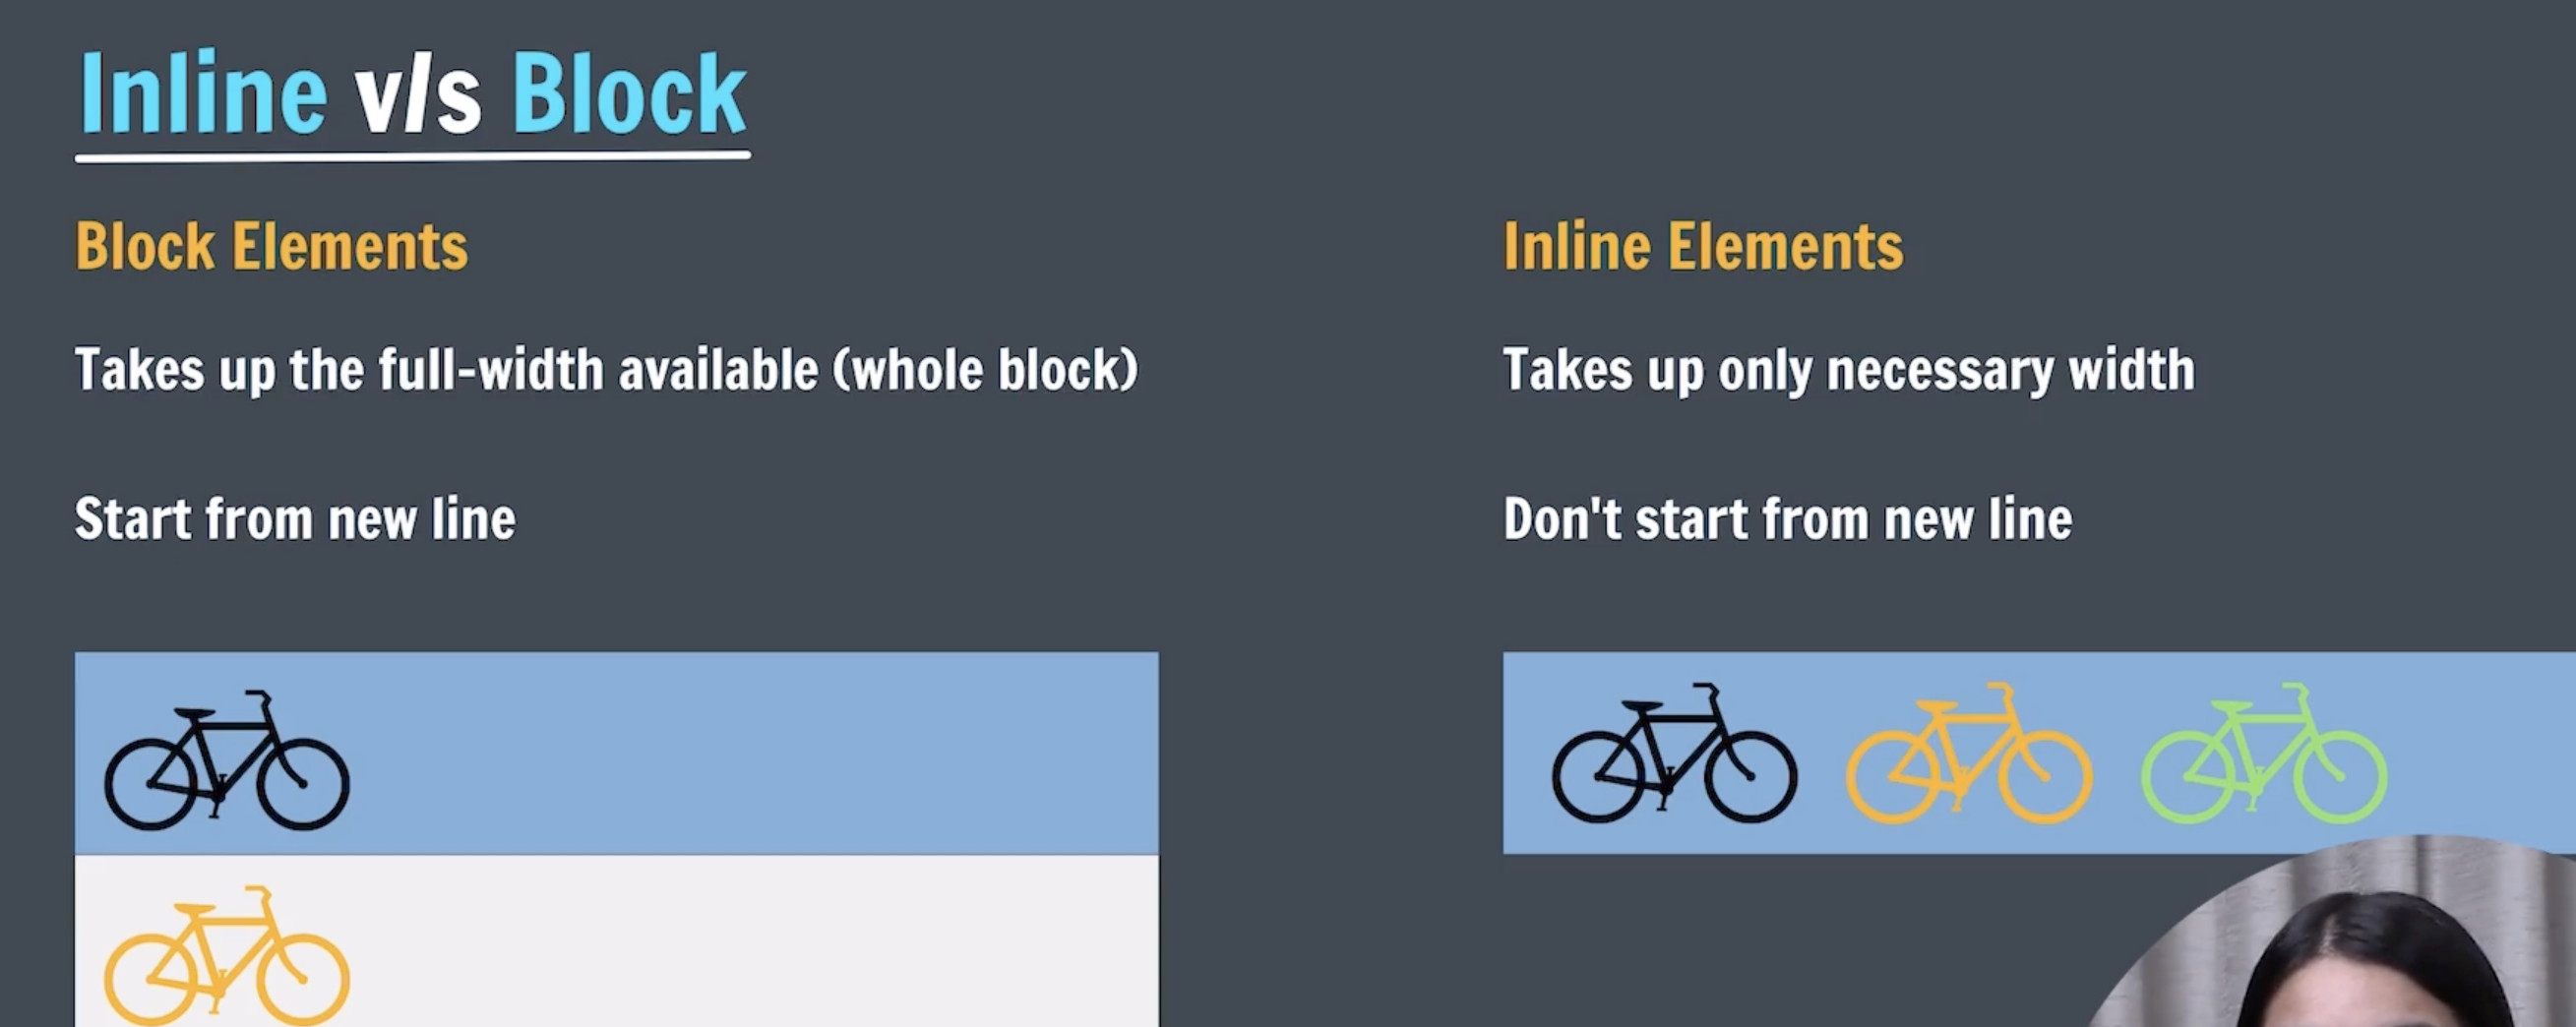 Inline v/s Block
Block Elements
Takes up the full-width available (whole block)
Start from new line
Inline Elements
Takes up only necessary width
Don't start from new line